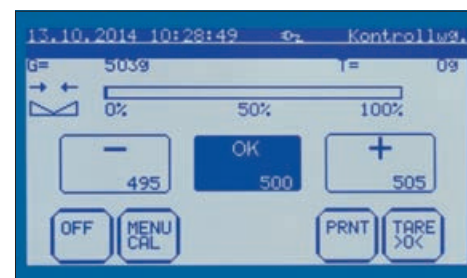 13.10.2014 10:28:49 Kontrollwg.
G= 5039 T= 0g
0% 50% 100%
− OK +
495 500 505
OFF MENU CAL PRNT TARE >0<